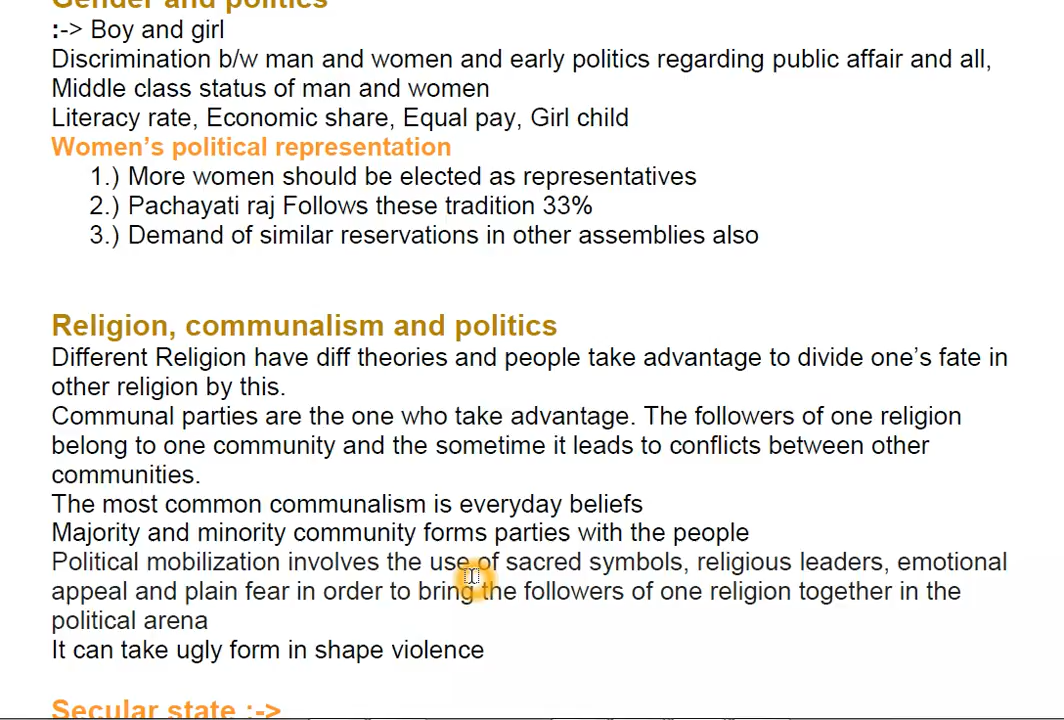 Gender and politics
:-> Boy and girl
Discrimination b/w man and women and early politics regarding public affair and all,
Middle class status of man and women
Literacy rate, Economic share, Equal pay, Girl child
Women’s political representation
1.) More women should be elected as representatives
2.) Pachayati raj Follows these tradition 33%
3.) Demand of similar reservations in other assemblies also
Religion, communalism and politics
Different Religion have diff theories and people take advantage to divide one’s fate in
other religion by this.
Communal parties are the one who take advantage. The followers of one religion
belong to one community and the sometime it leads to conflicts between other
communities.
The most common communalism is everyday beliefs
Majority and minority community forms parties with the people
Political mobilization involves the use of sacred symbols, religious leaders, emotional
appeal and plain fear in order to bring the followers of one religion together in the
political arena
It can take ugly form in shape violence
Secular state :->